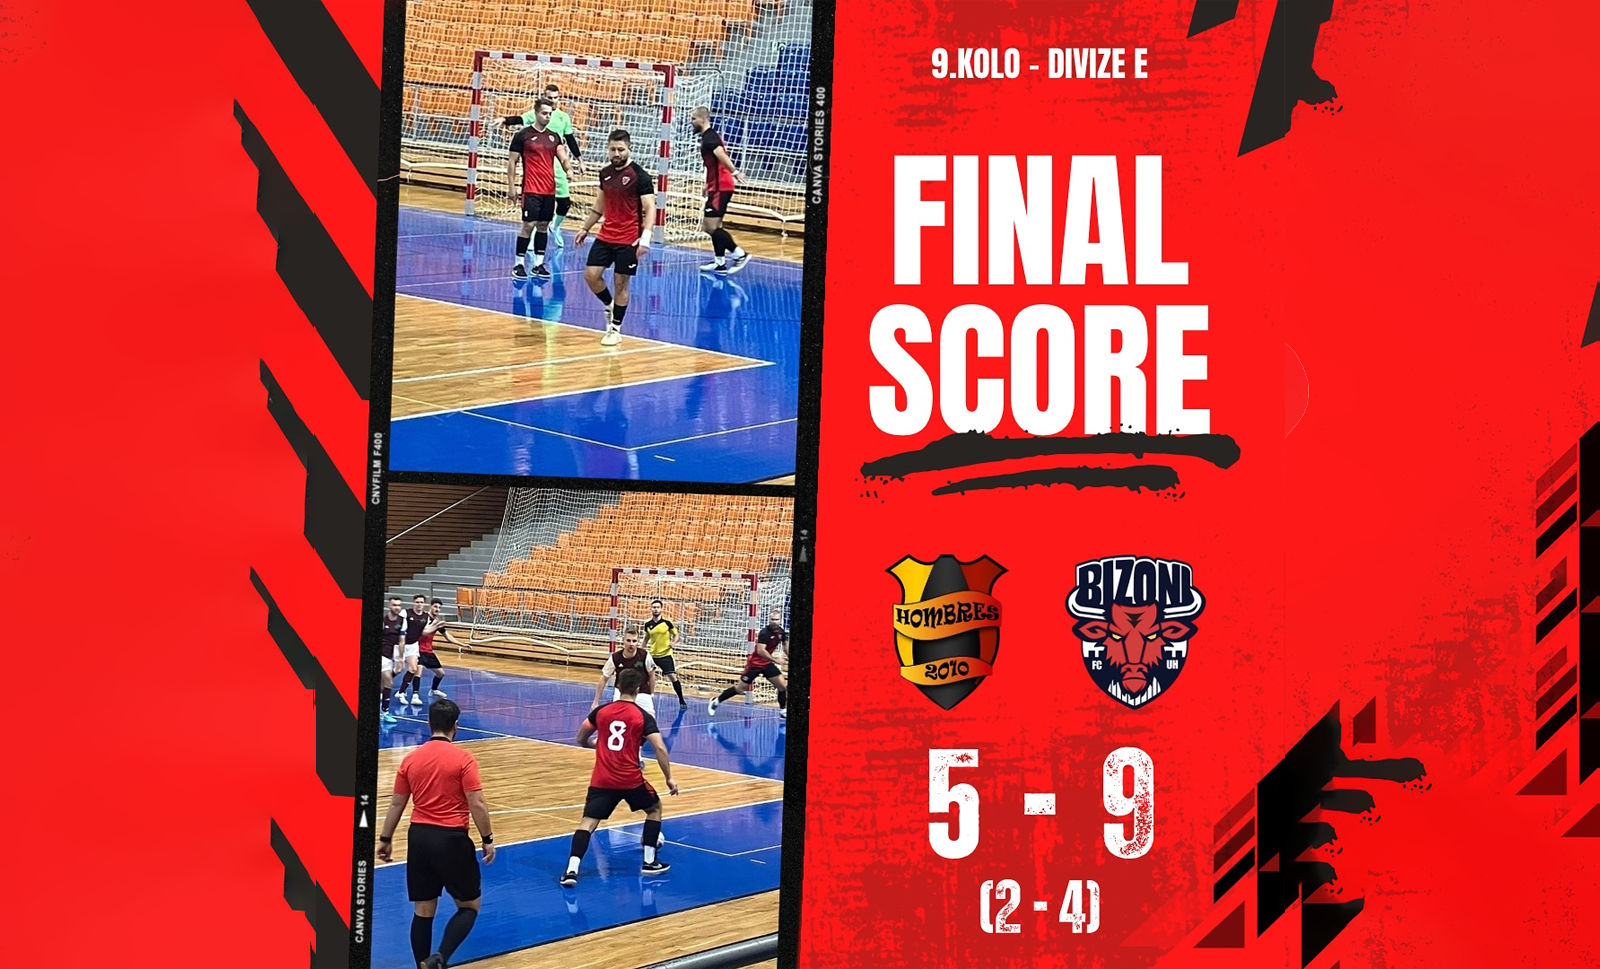 9.KOLO - DIVIZE E
FINAL
SCORE
HOMBRES
2010
BIZONI
FC
UH
5 - 9
(2 - 4)
8
CANVA STORIES 400
CNVFILM F400
14
14
CANVA STORIES